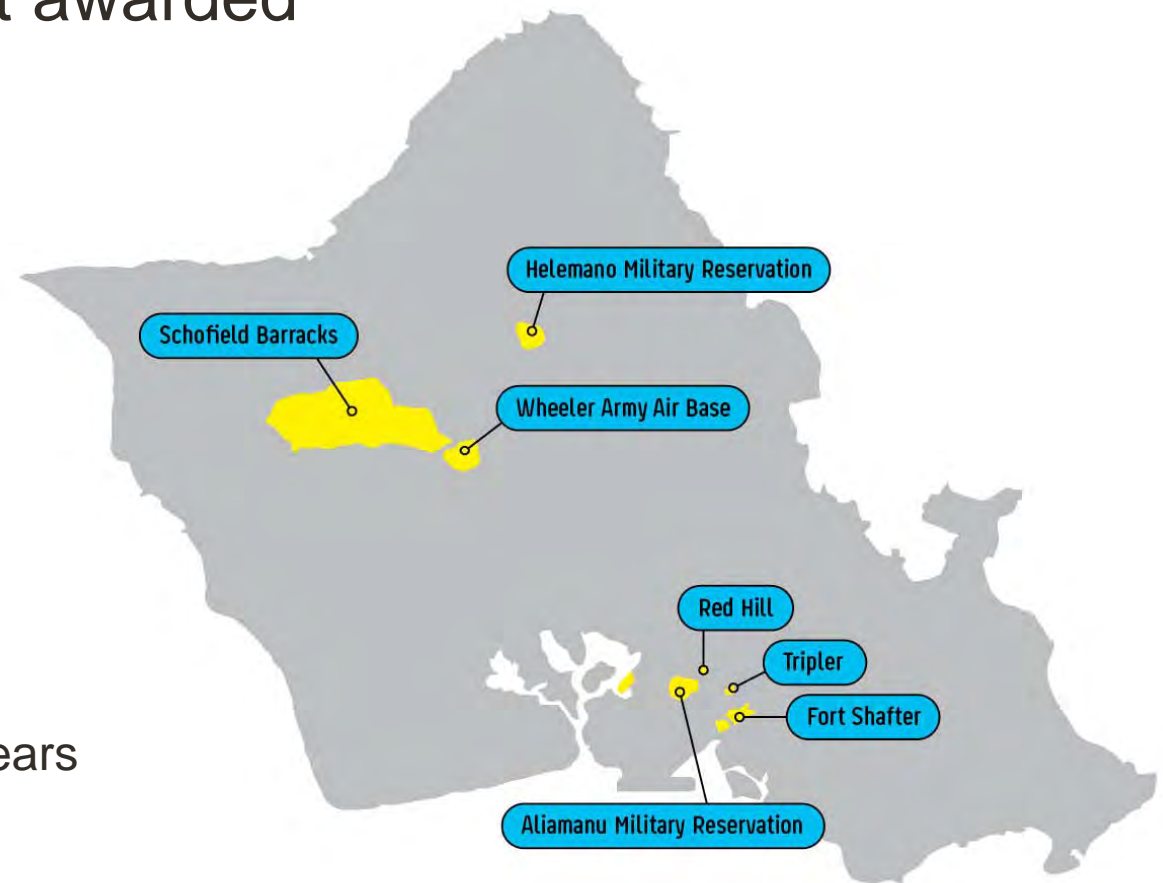 t awarded
Helemano Military Reservation
Schofield Barracks
Wheeler Army Air Base
Red Hill
Tripler
Fort Shafter
ears
Aliamanu Military Reservation